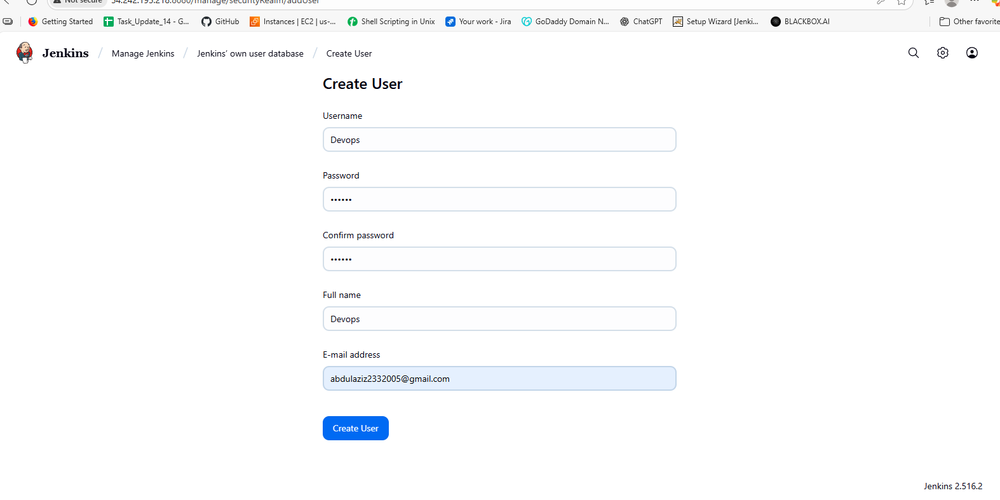 Not secure 54.242.195.218:8080/manage/securityRealm/addUser
Getting Started Task_Update_14 - G... GitHub Instances | EC2 | us-... Shell Scripting in Unix Your work - Jira GoDaddy Domain N... ChatGPT Setup Wizard [Jenki... BLACKBOX.AI Other favorite
Jenkins / Manage Jenkins / Jenkins’ own user database / Create User
Create User
Username
Devops
Password
••••••
Confirm password
••••••
Full name
Devops
E-mail address
abdulaziz2332005@gmail.com
Create User
Jenkins 2.516.2